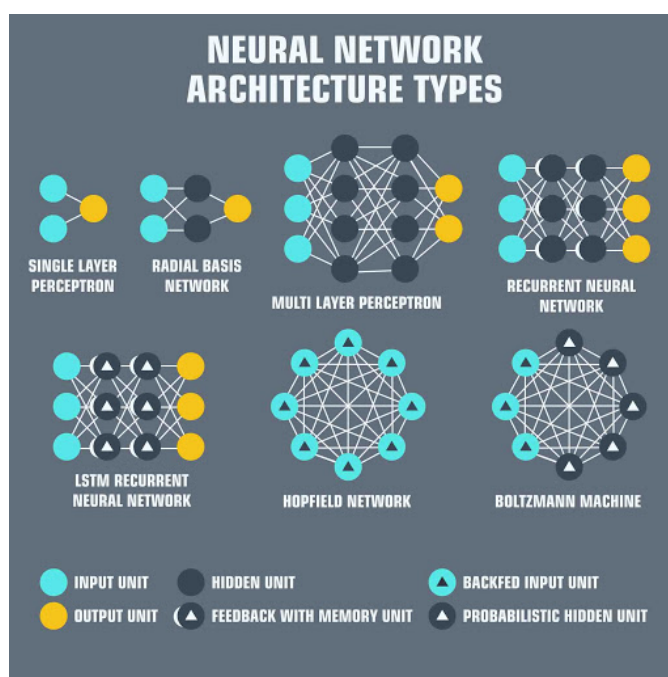 NEURAL NETWORK
ARCHITECTURE TYPES
SINGLE LAYER
PERCEPTRON
RADIAL BASIS
NETWORK
MULTI LAYER PERCEPTRON
RECURRENT NEURAL
NETWORK
LSTM RECURRENT
NEURAL NETWORK
HOPFIELD NETWORK
BOLTZMANN MACHINE
INPUT UNIT
HIDDEN UNIT
BACKFED INPUT UNIT
OUTPUT UNIT
FEEDBACK WITH MEMORY UNIT
PROBABILISTIC HIDDEN UNIT